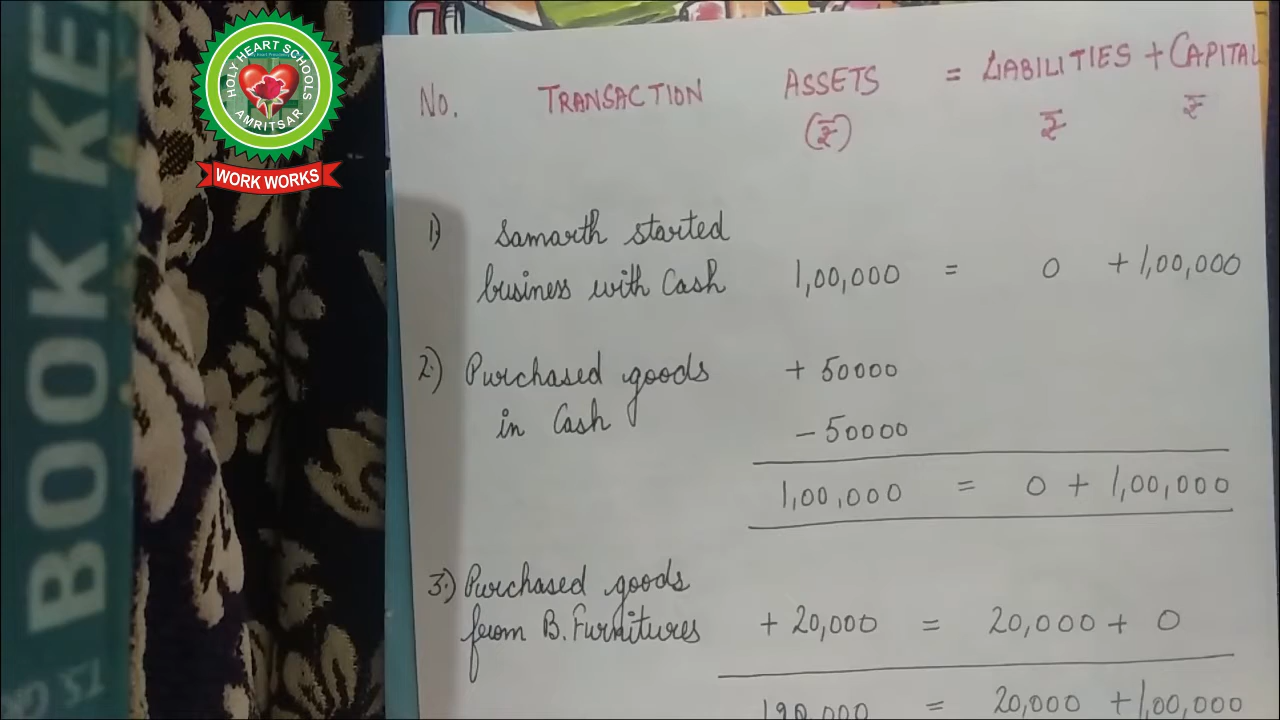 HOLY HEART SCHOOLS
AMRITSAR
WORK WORKS
BOOK KE
No. TRANSACTION ASSETS = LIABILITIES + CAPITAL
(₹) ₹ ₹
1) Samarth started
business with Cash 1,00,000 = 0 + 1,00,000
2.) Purchased goods + 50000
in Cash - 50000
1,00,000 = 0 + 1,00,000
3.) Purchased goods
from B. Furnitures + 20,000 = 20,000 + 0
120,000 = 20,000 + 1,00,000